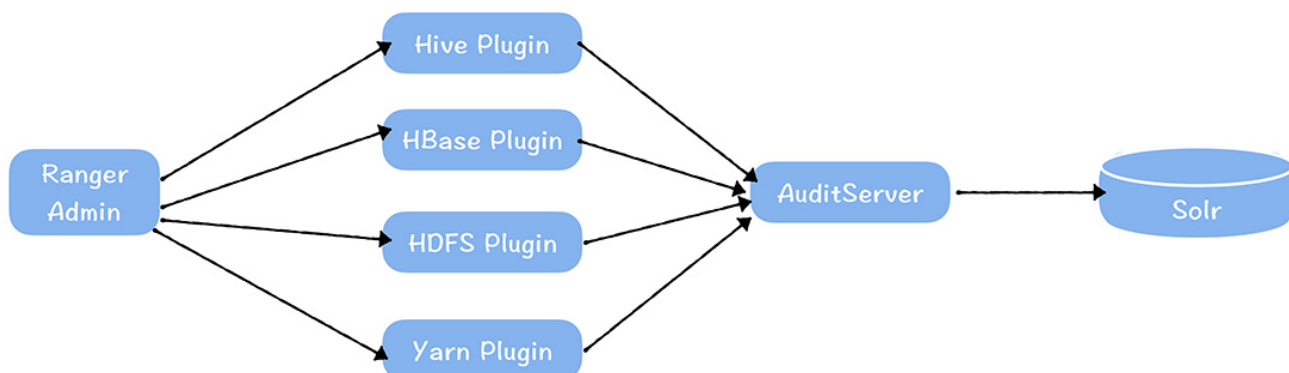 Hive Plugin
HBase Plugin
Ranger
Admin
HDFS Plugin
Yarn Plugin
AuditServer
Solr